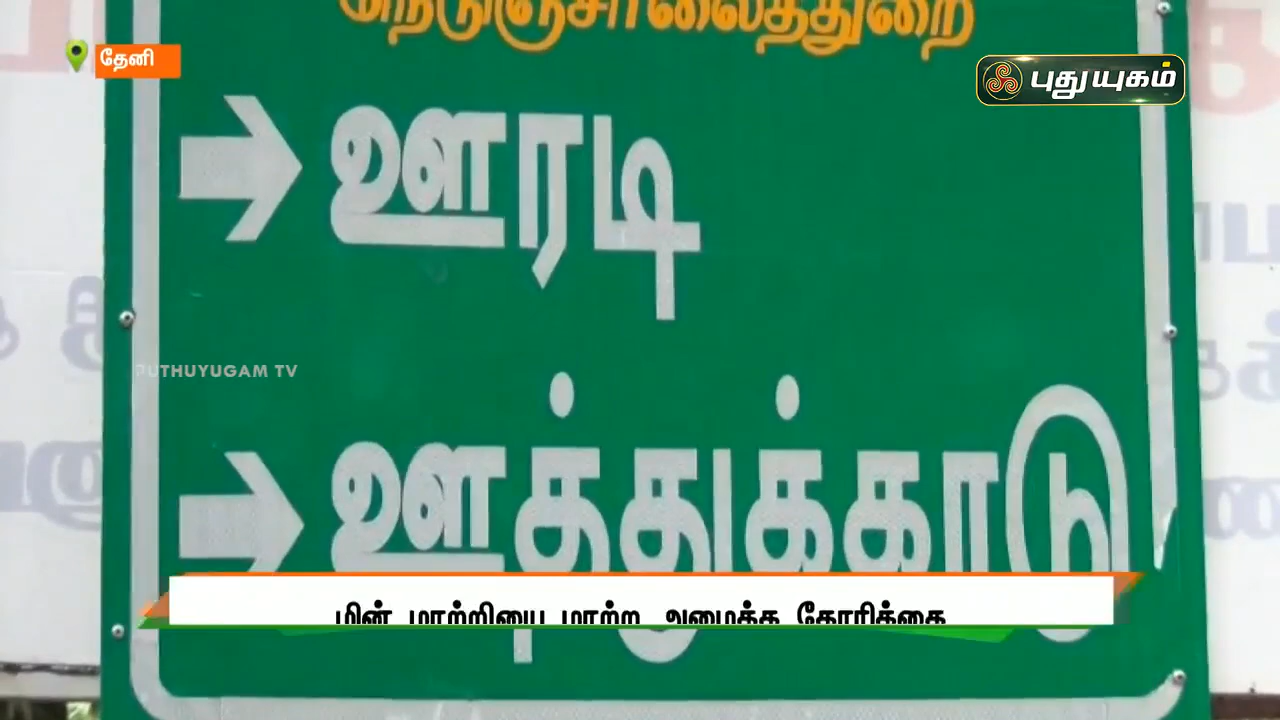 நெடுஞ்சாலைத்துறை
தேனி
புதுயுகம்
ஊரடி
PUTHUYUGAM TV
ஊத்துக்காடு
மின் மாற்றியை மாற்ற அமைக்க கோரிக்கை